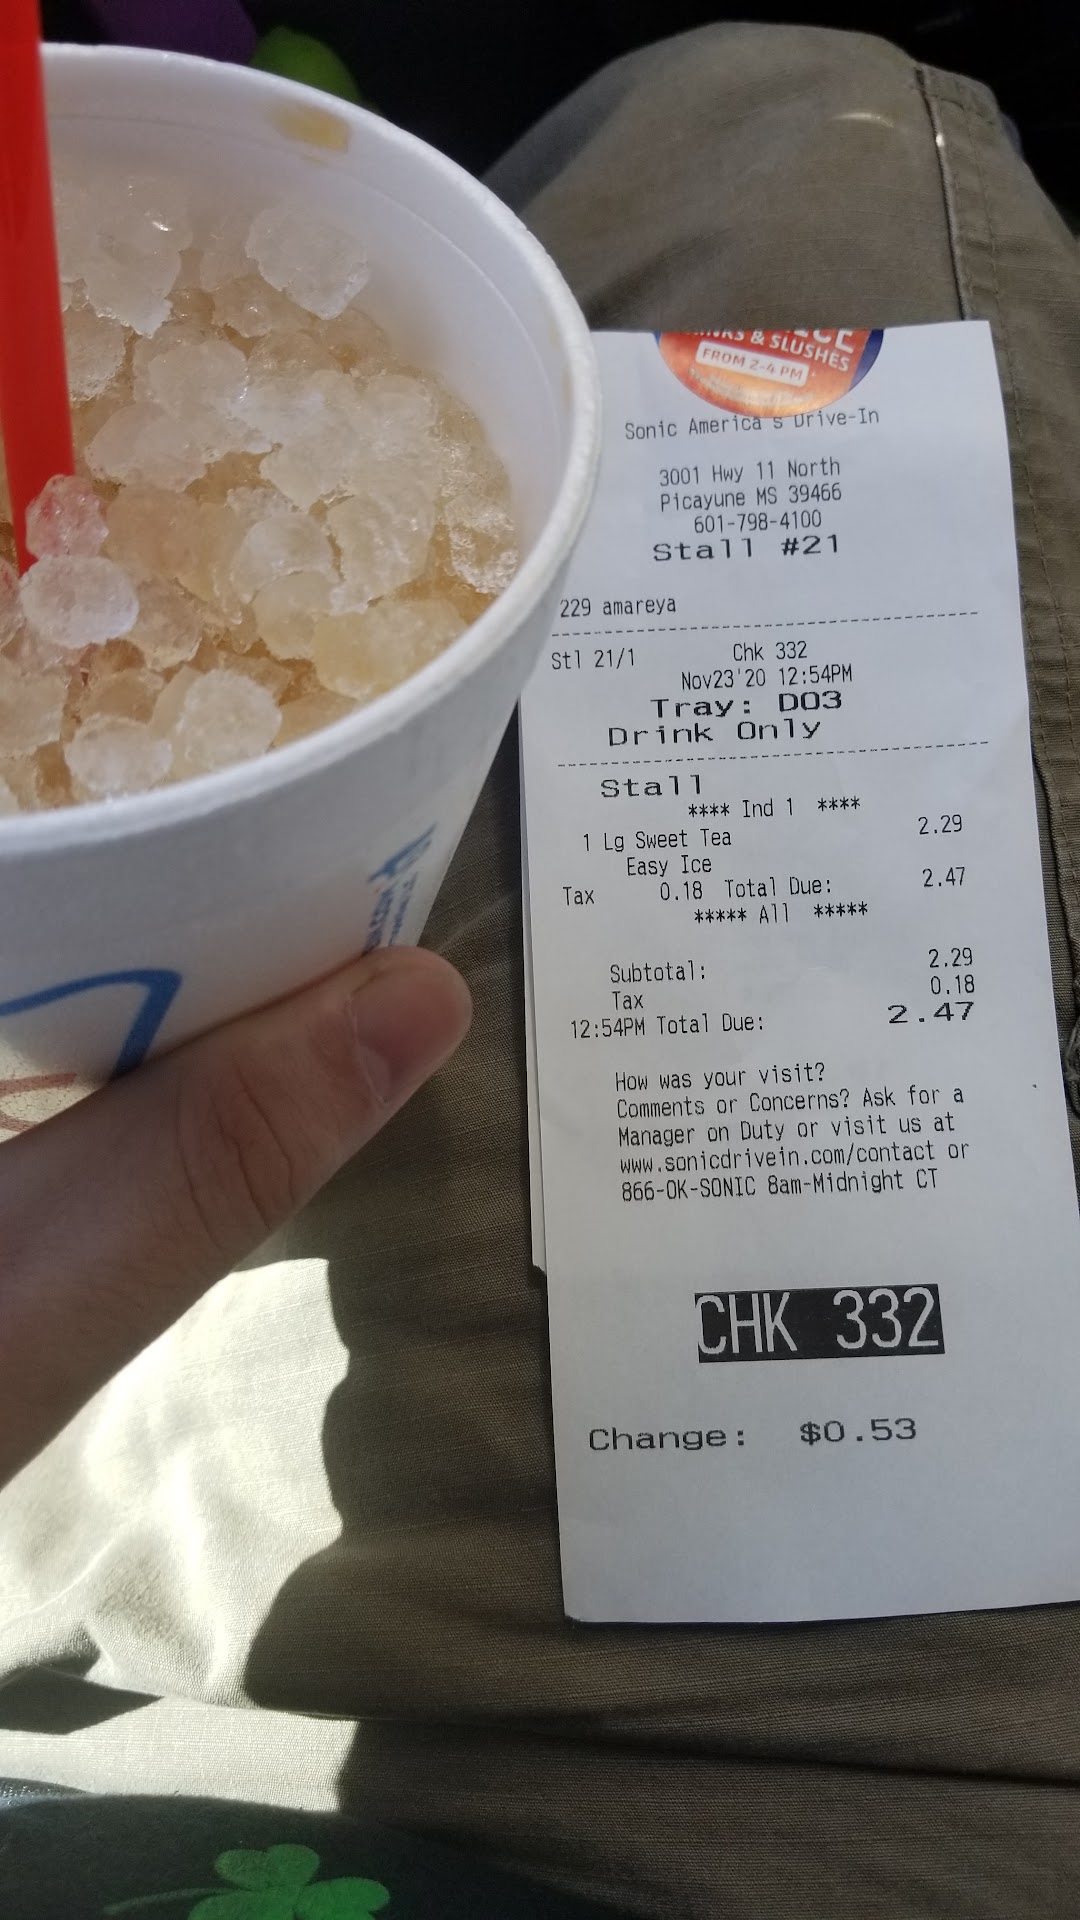 & SLUSHES
FROM 2-4 PM
Sonic America's Drive-In
3001 Hwy 11 North
Picayune MS 39466
601-798-4100
Stall #21
229 amareya
Stl 21/1 Chk 332
Nov23'20 12:54PM
Tray: D03
Drink Only
Stall
**** Ind 1 ****
1 Lg Sweet Tea 2.29
Easy Ice
Tax 0.18 Total Due: 2.47
***** All *****
Subtotal: 2.29
Tax 0.18
12:54PM Total Due: 2.47
How was your visit?
Comments or Concerns? Ask for a
Manager on Duty or visit us at
www.sonicdrivein.com/contact or
866-OK-SONIC 8am-Midnight CT
CHK 332
Change: $0.53